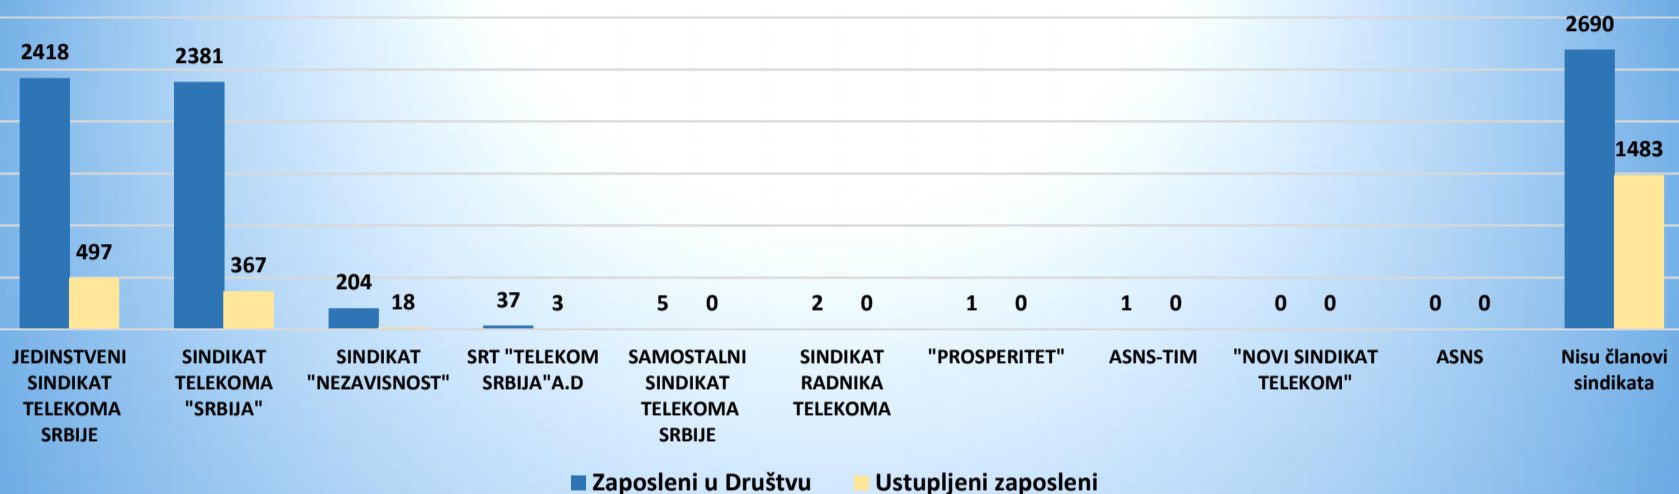 2418
497
2381
367
204
18
37
3
5
0
2
0
1
0
1
0
0
0
0
0
2690
1483
JEDINSTVENI
SINDIKAT
TELEKOMA
SRBIJE
SINDIKAT
TELEKOMA
"SRBIJA"
SINDIKAT
"NEZAVISNOST"
SRT "TELEKOM
SRBIJA"A.D
SAMOSTALNI
SINDIKAT
TELEKOMA
SRBIJE
SINDIKAT
RADNIKA
TELEKOMA
"PROSPERITET"
ASNS-TIM
"NOVI SINDIKAT
TELEKOM"
ASNS
Nisu članovi
sindikata
Zaposleni u Društvu
Ustupljeni zaposleni